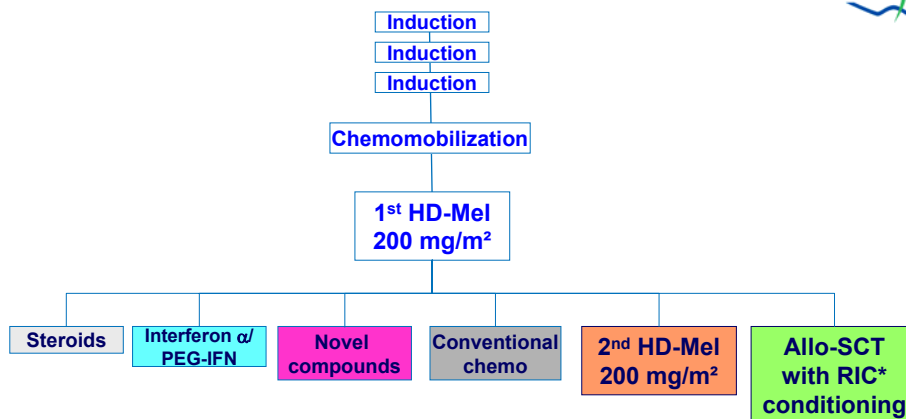 Induction
Induction
Induction
Chemomobilization
1st HD-Mel
200 mg/m²
Steroids
Interferon α/
PEG-IFN
Novel
compounds
Conventional
chemo
2nd HD-Mel
200 mg/m²
Allo-SCT
with RIC*
conditioning